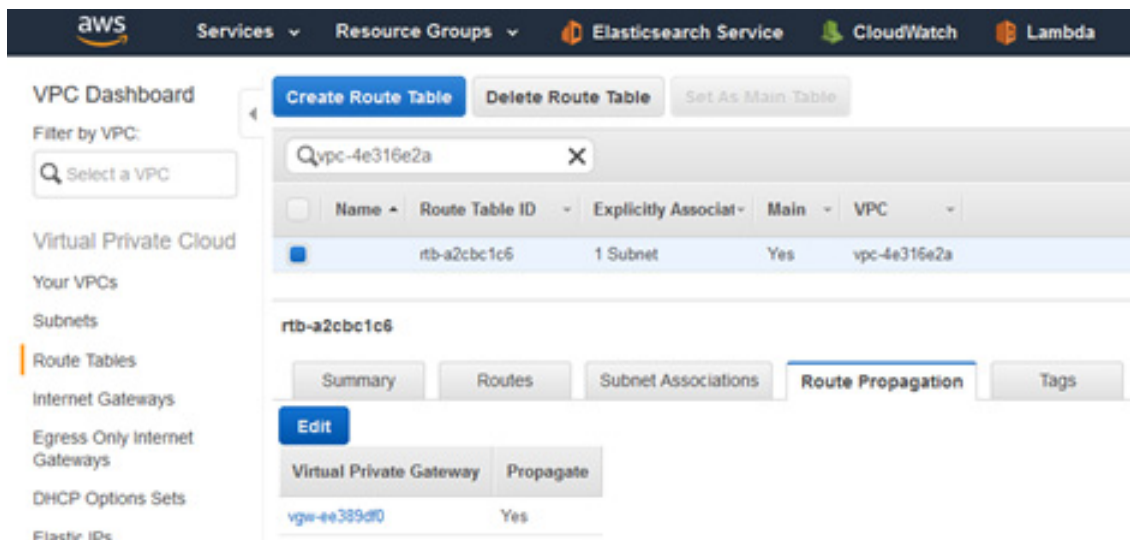 aws Services Resource Groups Elasticsearch Service CloudWatch Lambda
VPC Dashboard
Filter by VPC:
Select a VPC
Virtual Private Cloud
Your VPCs
Subnets
Route Tables
Internet Gateways
Egress Only Internet
Gateways
DHCP Options Sets
Elastic IPs
Create Route Table Delete Route Table Set As Main Table
vpc-4e316e2a
Name Route Table ID Explicitly Associat Main VPC
rtb-a2cbc1c6 1 Subnet Yes vpc-4e316e2a
rtb-a2cbc1c6
Summary Routes Subnet Associations Route Propagation Tags
Edit
Virtual Private Gateway Propagate
vgw-ee389df0 Yes